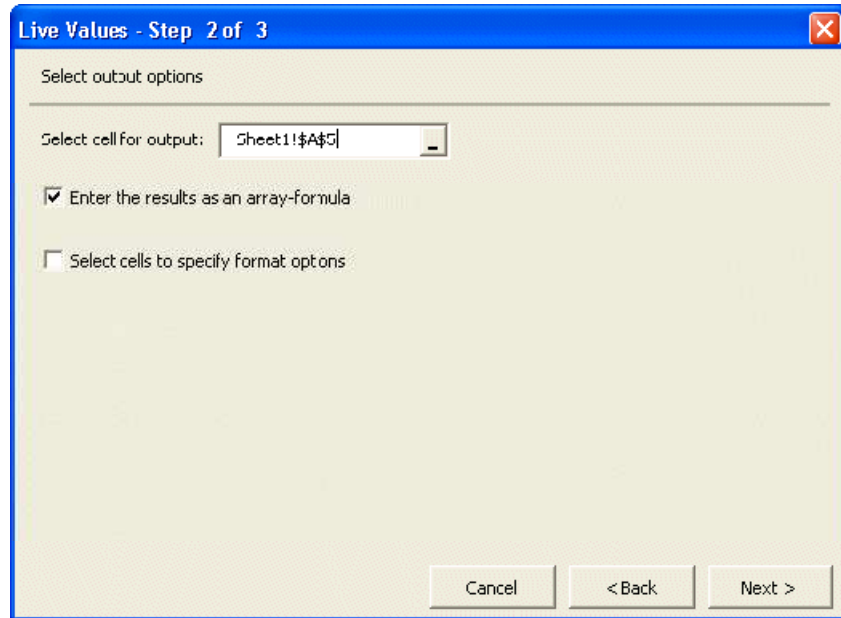 Live Values - Step 2 of 3
Select output options
Select cell for output: Sheet1!$A$5
Enter the results as an array-formula
Select cells to specify format optons
Cancel
< Back
Next >